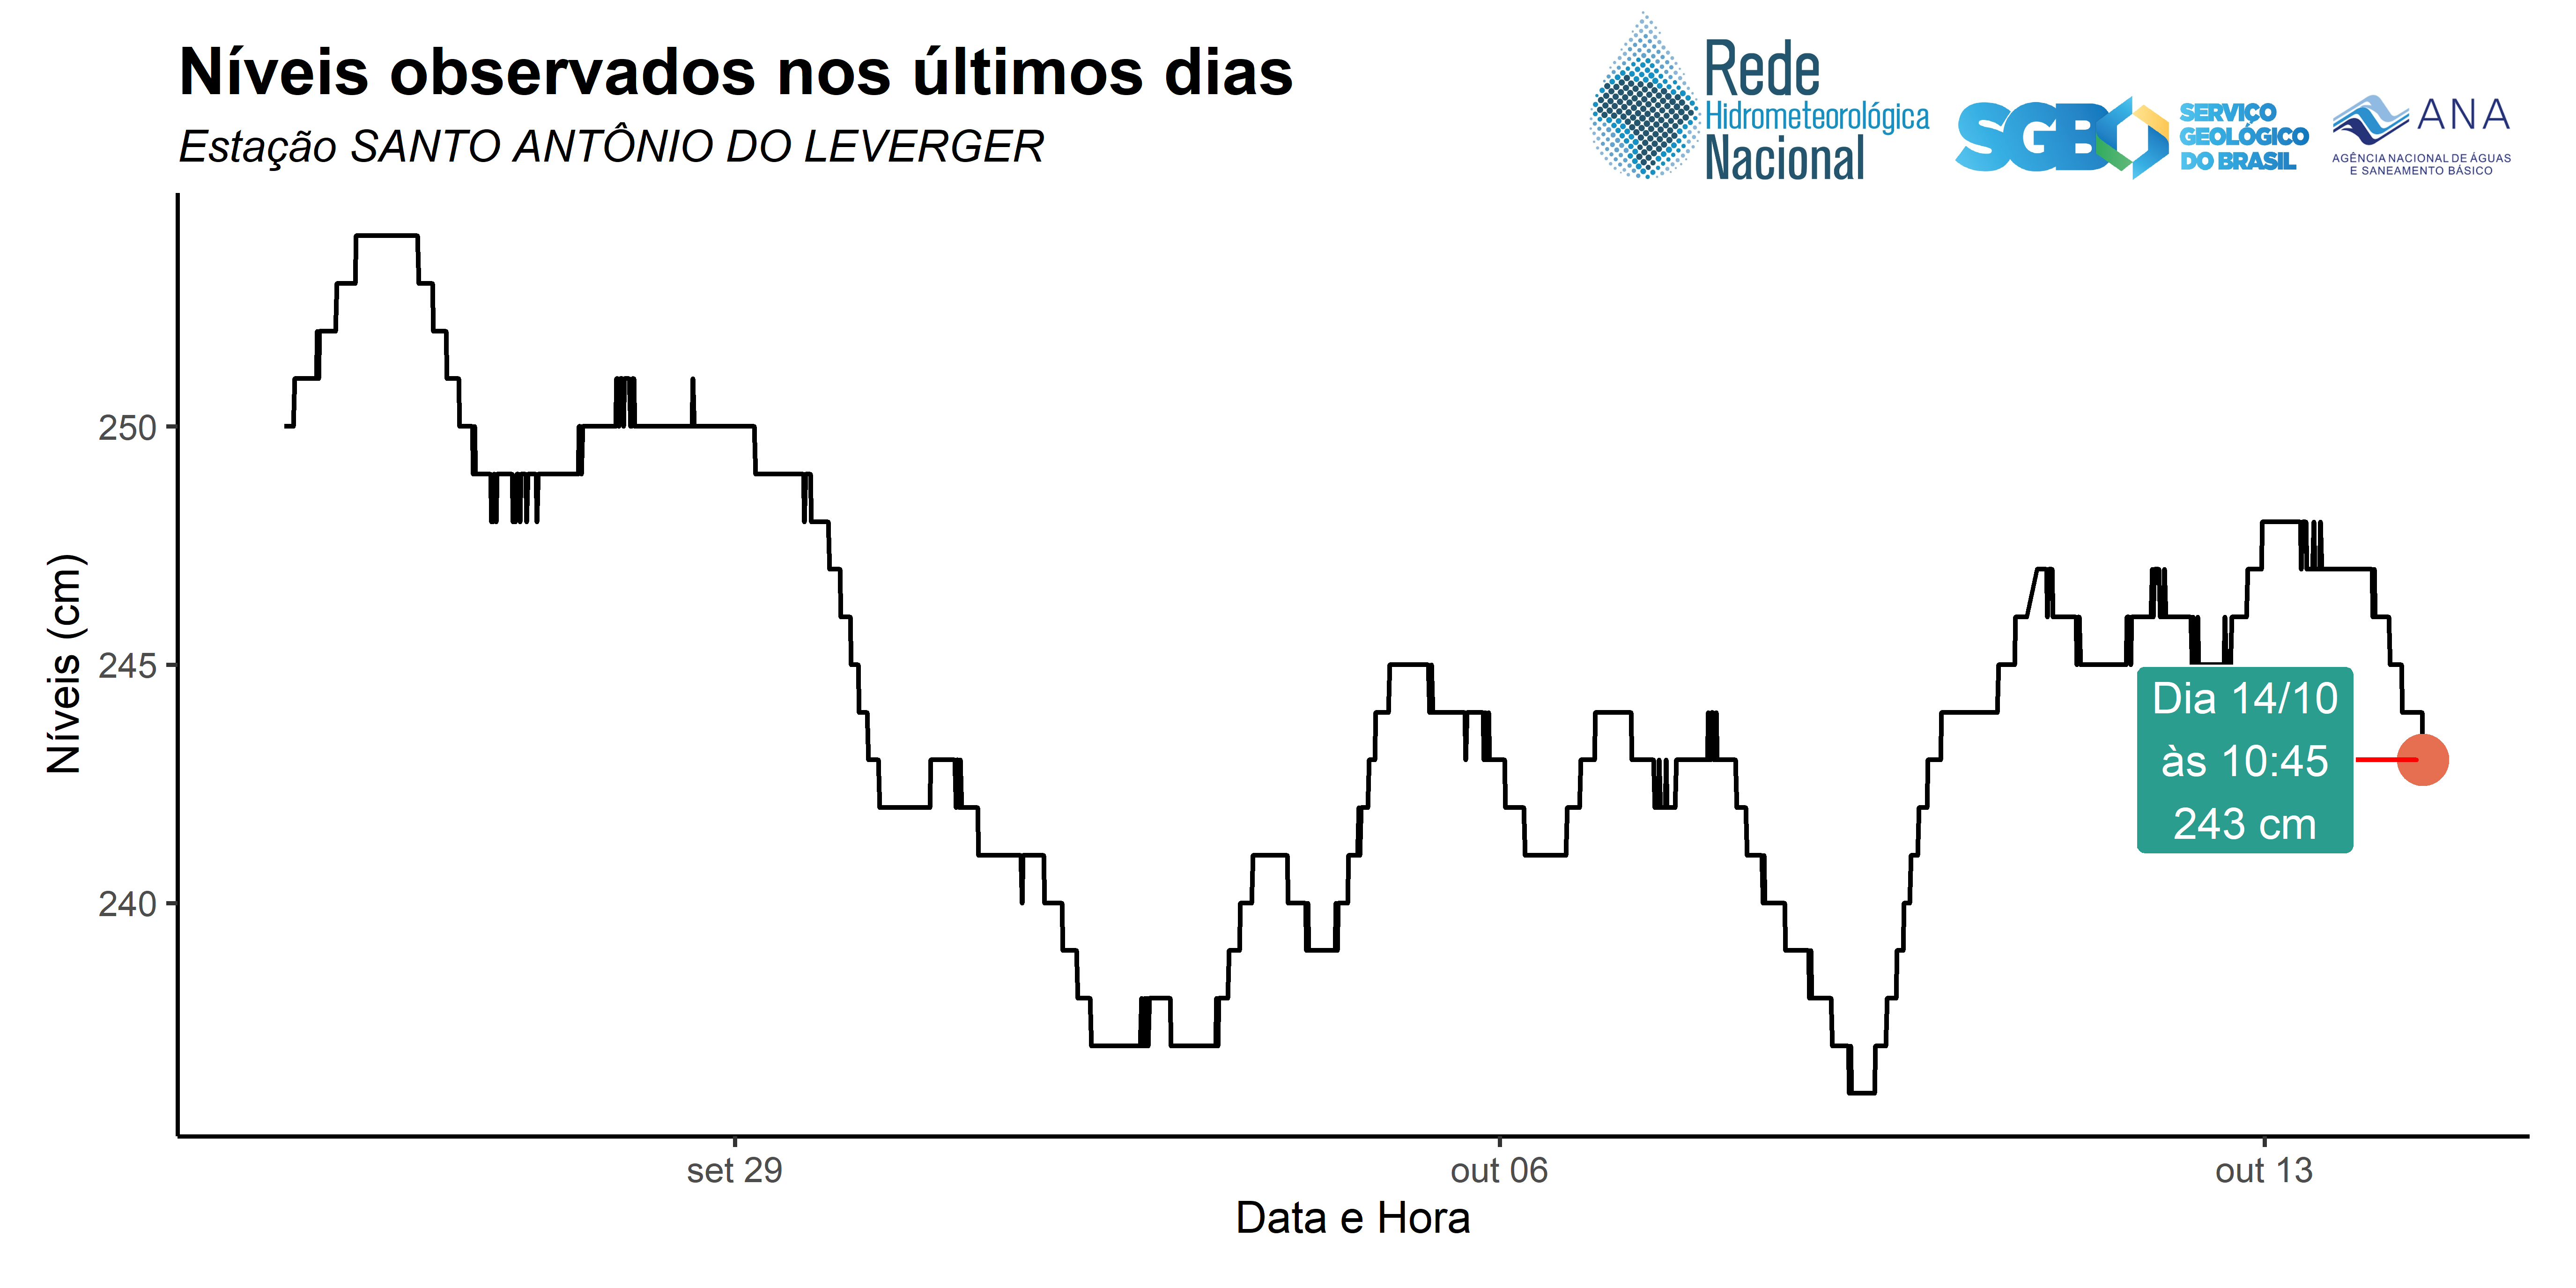 Níveis observados nos últimos dias
Estação SANTO ANTÔNIO DO LEVERGER
Rede
Hidrometeorológica
Nacional
SGB
SERVIÇO
GEOLÓGICO
DO BRASIL
ANA
AGÊNCIA NACIONAL DE ÁGUAS
E SANEAMENTO BÁSICO
Níveis (cm)
250
245
240
Dia 14/10
às 10:45
243 cm
set 29
out 06
out 13
Data e Hora